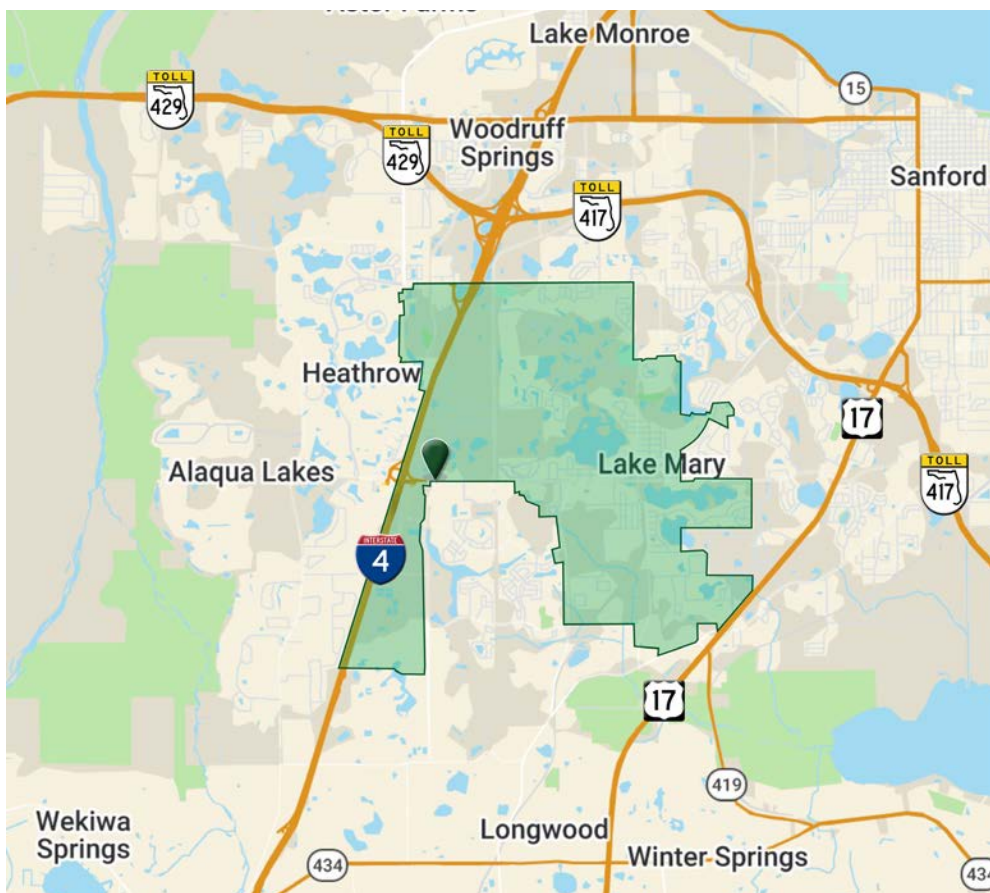 Lake Monroe
15
TOLL
429
Woodruff
Springs
TOLL
429
TOLL
417
Sanford
Heathrow
17
Alaqua Lakes
Lake Mary
TOLL
417
INTERSTATE
4
17
419
Wekiwa
Springs
Longwood
Winter Springs
434
434